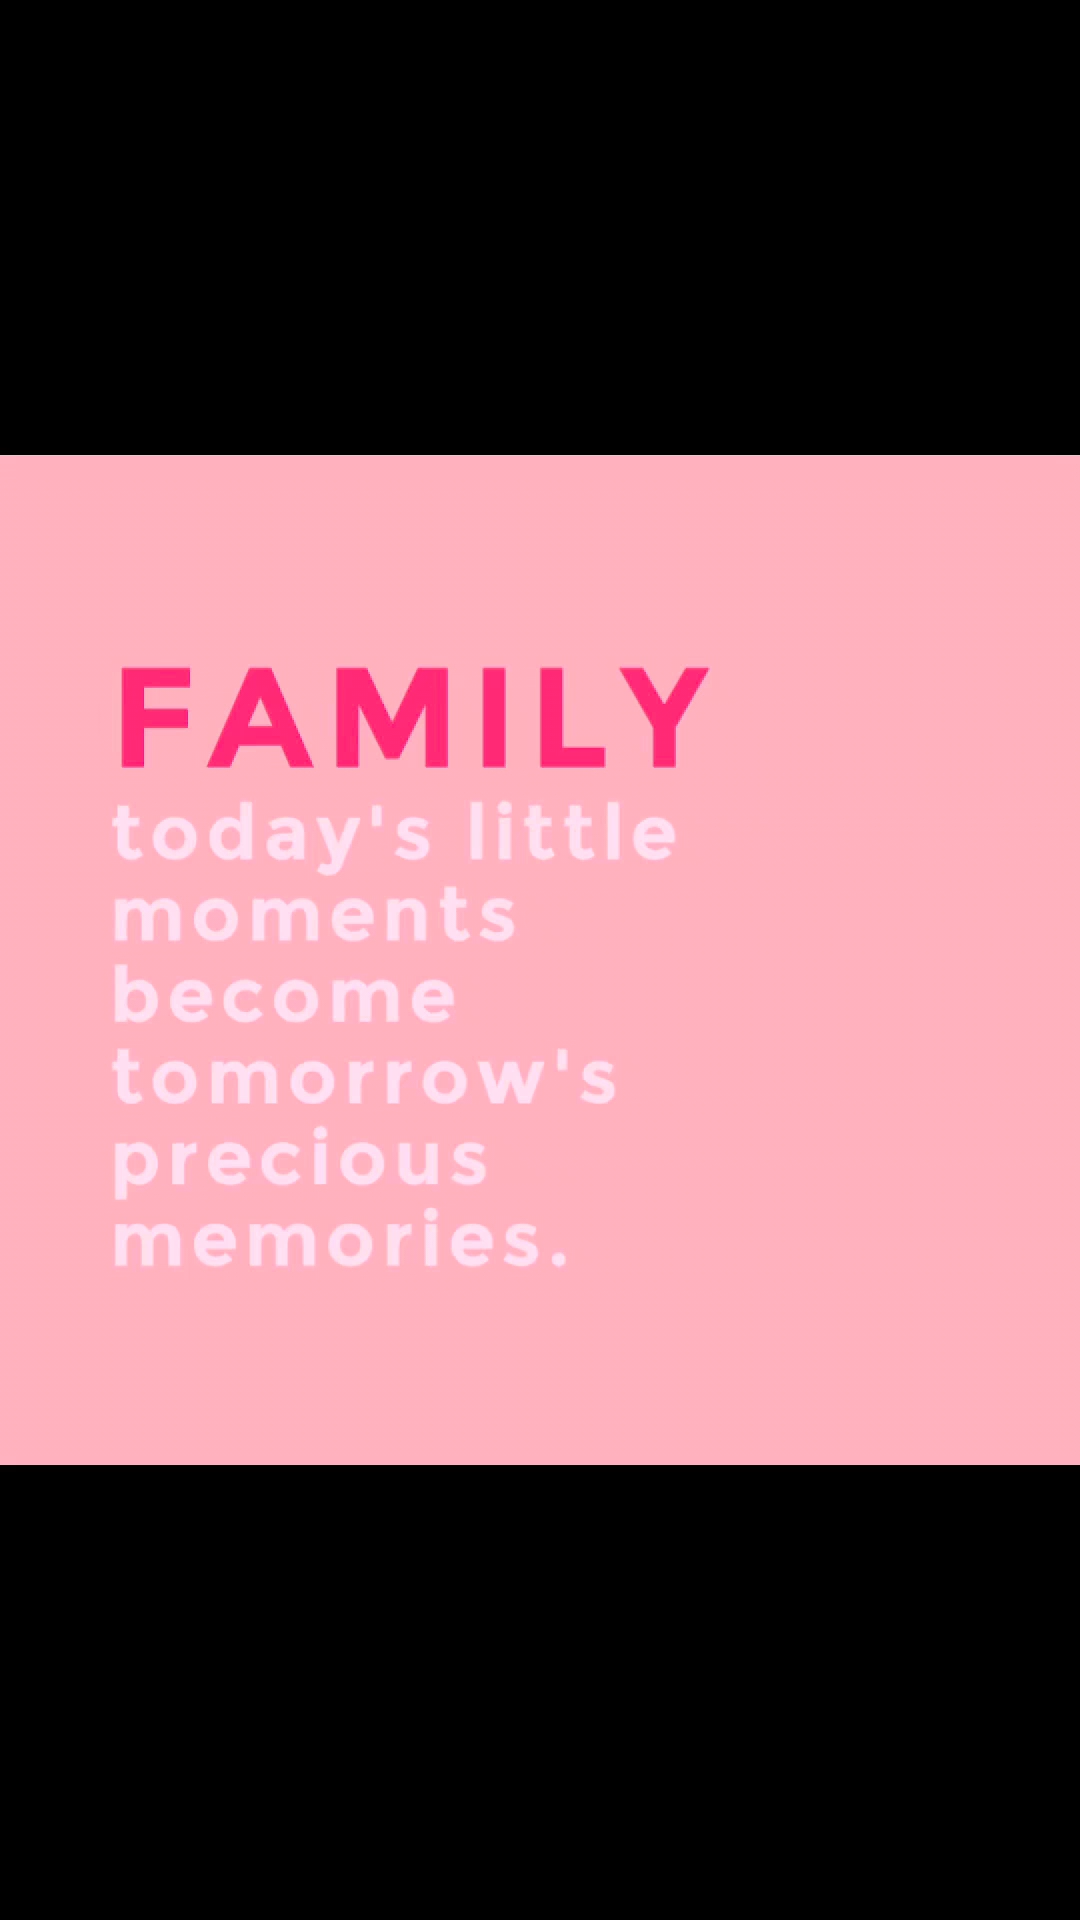 FAMILY
today's little
moments
become
tomorrow's
precious
memories.